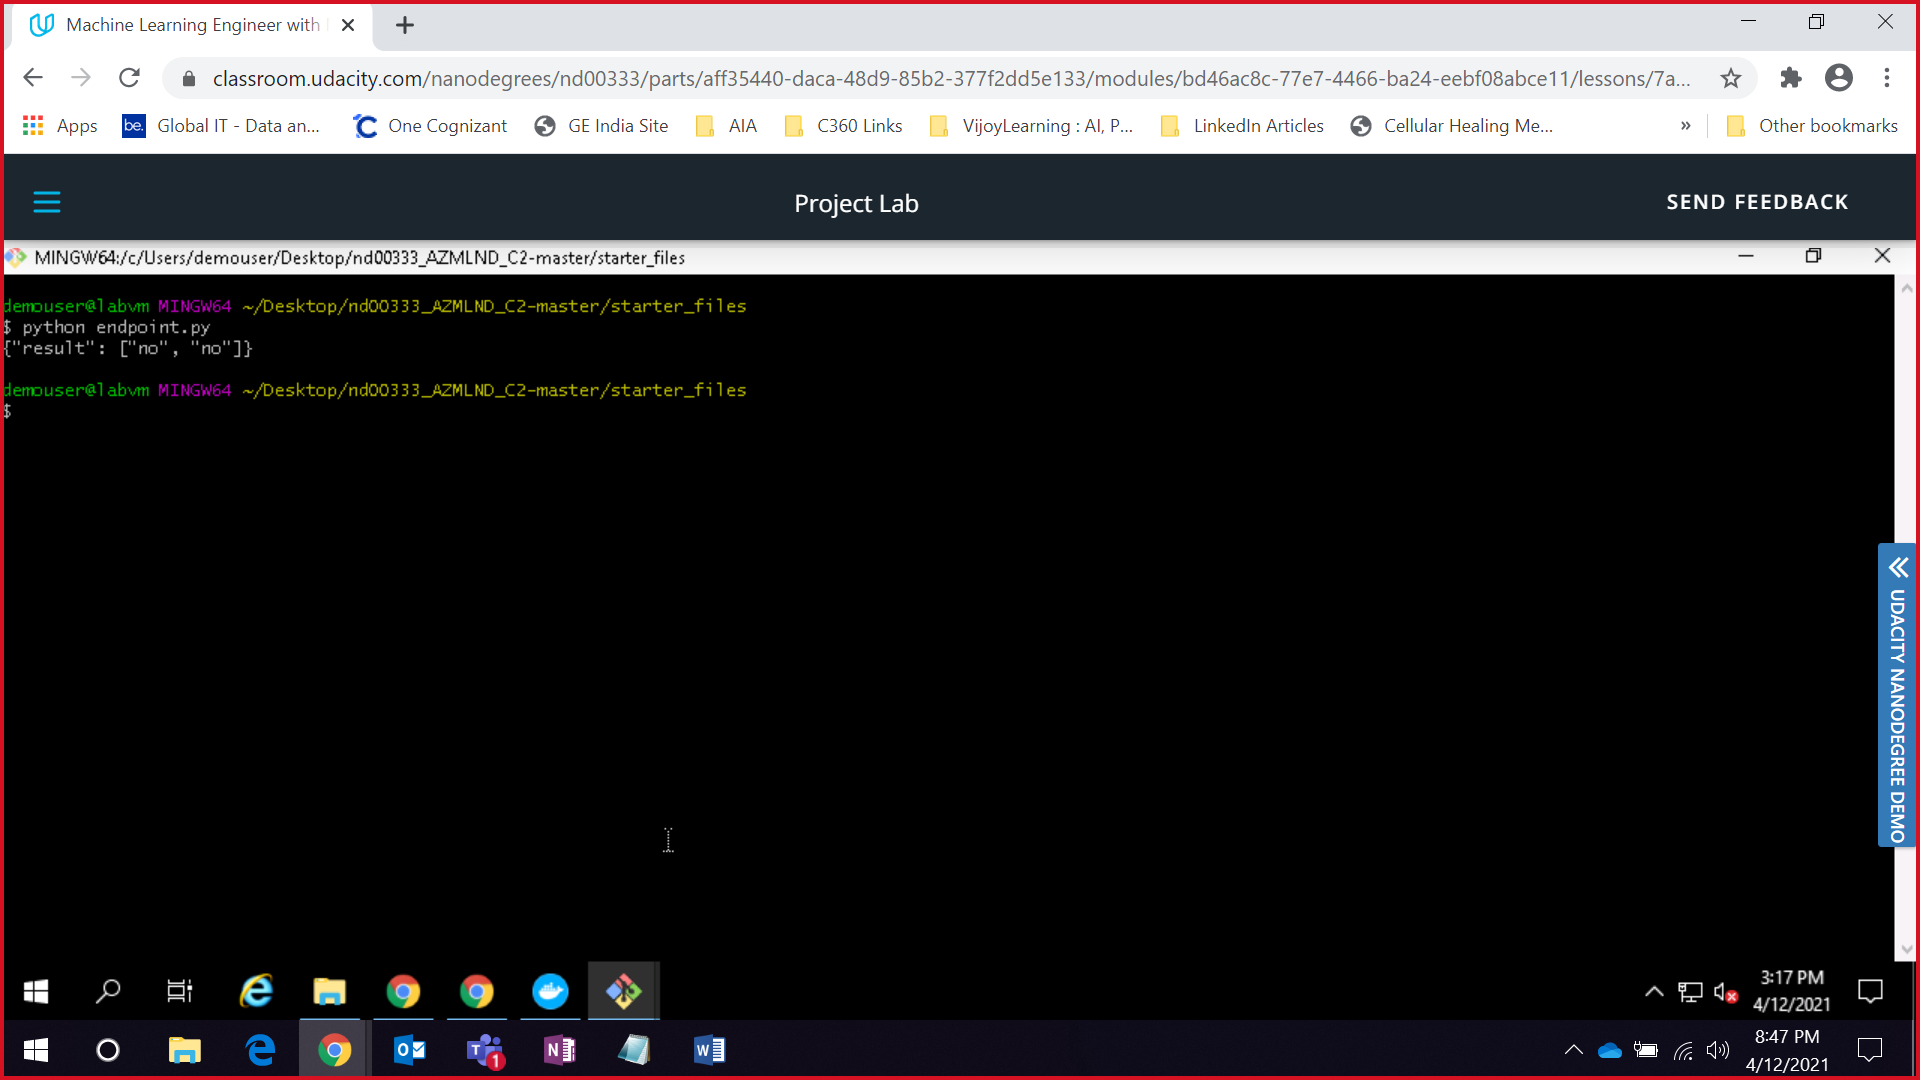 Machine Learning Engineer with
classroom.udacity.com/nanodegrees/nd00333/parts/aff35440-daca-48d9-85b2-377f2dd5e133/modules/bd46ac8c-77e7-4466-ba24-eebf08abce11/lessons/7a...
Apps
be. Global IT - Data an...
One Cognizant
GE India Site
AIA
C360 Links
VijoyLearning : AI, P...
LinkedIn Articles
Cellular Healing Me...
»
Other bookmarks
Project Lab
SEND FEEDBACK
MINGW64:/c/Users/demouser/Desktop/nd00333_AZMLND_C2-master/starter_files
demouser@labvm MINGW64 ~/Desktop/nd00333_AZMLND_C2-master/starter_files
$ python endpoint.py
{"result": ["no", "no"]}
demouser@labvm MINGW64 ~/Desktop/nd00333_AZMLND_C2-master/starter_files
$
UDACITY NANODEGREE DEMO
3:17 PM
4/12/2021
1
8:47 PM
4/12/2021